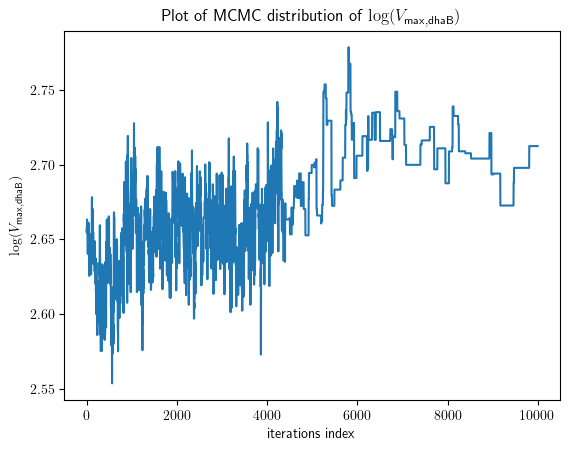 Plot of MCMC distribution of log(V_max,dhaB)
log(V_max,dhaB)
2.75
2.70
2.65
2.60
2.55
0 2000 4000 6000 8000 10000
iterations index